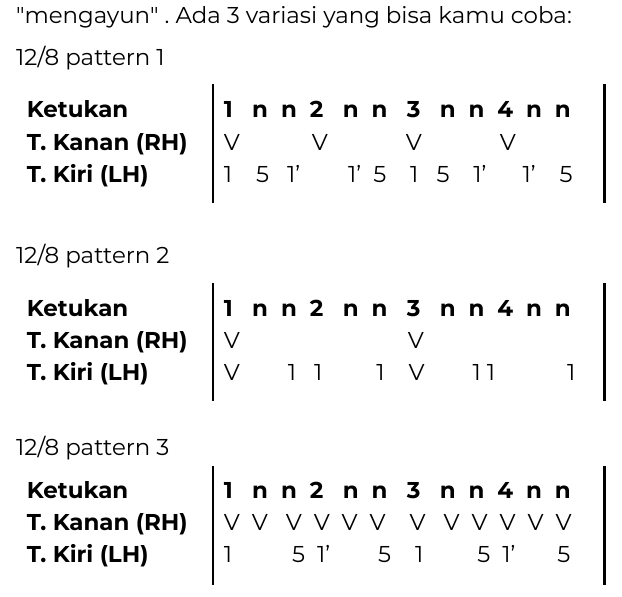 "mengayun" . Ada 3 variasi yang bisa kamu coba:
12/8 pattern 1
Ketukan 1 n n 2 n n 3 n n 4 n n
T. Kanan (RH) V V V V
T. Kiri (LH) 1 5 1' 1' 5 1 5 1' 1' 5
12/8 pattern 2
Ketukan 1 n n 2 n n 3 n n 4 n n
T. Kanan (RH) V V
T. Kiri (LH) V 1 1 1 V 1 1 1
12/8 pattern 3
Ketukan 1 n n 2 n n 3 n n 4 n n
T. Kanan (RH) V V V V V V V V V V V V
T. Kiri (LH) 1 5 1' 5 1 5 1' 5